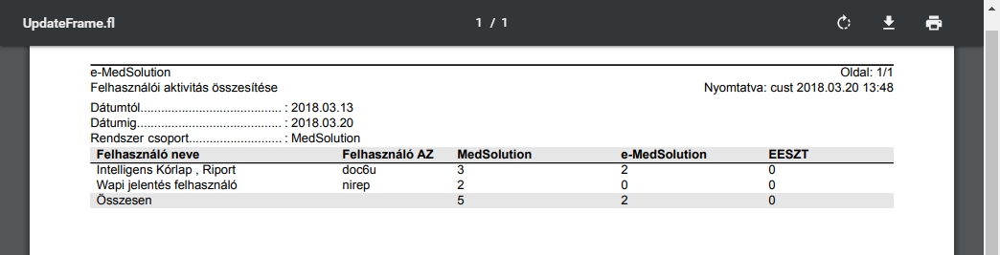 UpdateFrame.fl 1 / 1
e-MedSolution Oldal: 1/1
Felhasználói aktivitás összesítése Nyomtatva: cust 2018.03.20 13:48
Dátumtól......................................... : 2018.03.13
Dátumig.......................................... : 2018.03.20
Rendszer csoport........................... : MedSolution
Felhasználó neve Felhasználó AZ MedSolution e-MedSolution EESZT
Intelligens Kórlap , Riport doc6u 3 2 0
Wapi jelentés felhasználó nirep 2 0 0
Összesen 5 2 0